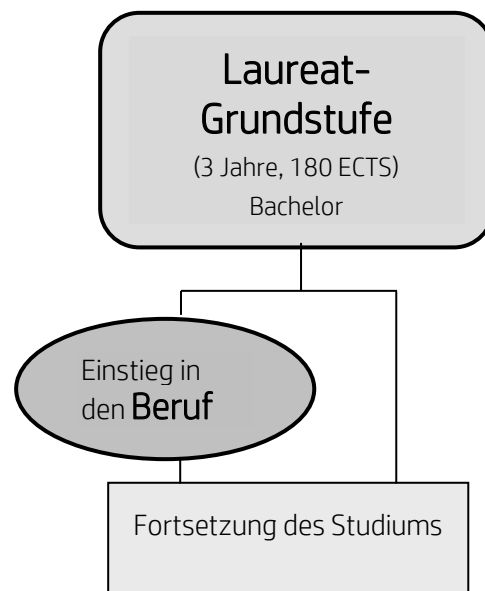 Laureat-
Grundstufe
(3 Jahre, 180 ECTS)
Bachelor
Einstieg in
den Beruf
Fortsetzung des Studiums